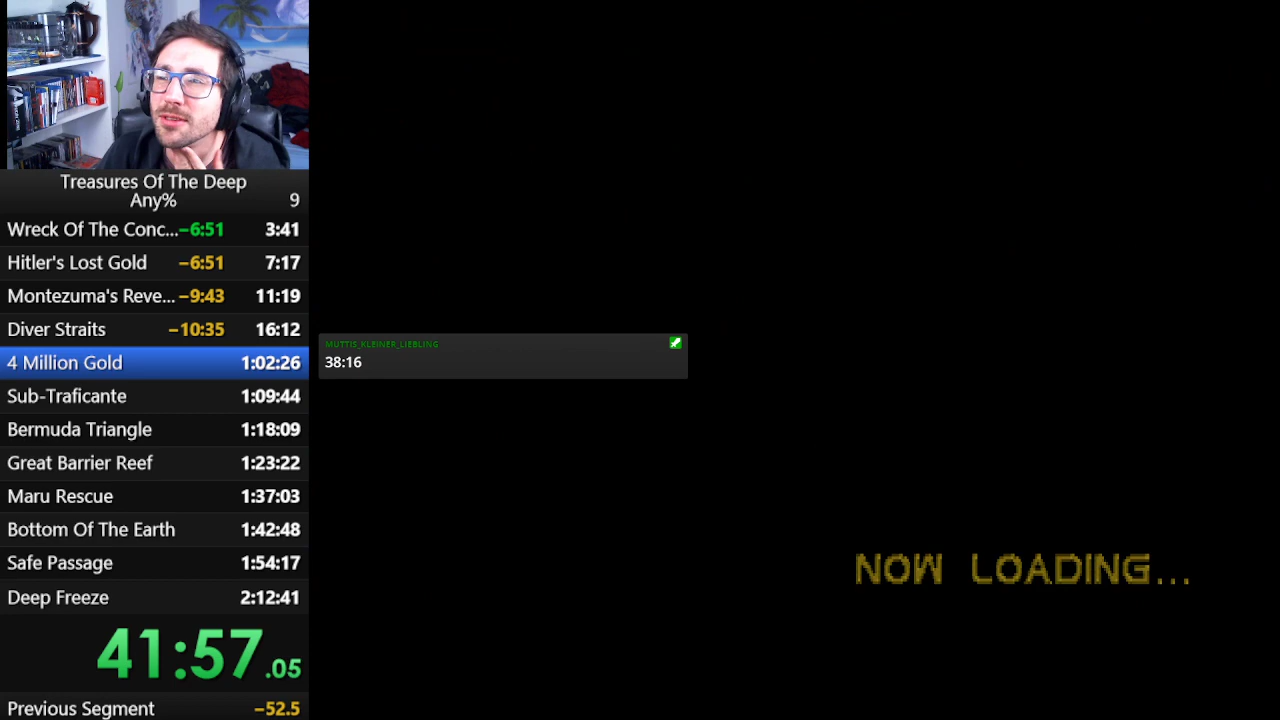 Treasures Of The Deep
Any% 9
Wreck Of The Conc... −6:51 3:41
Hitler's Lost Gold −6:51 7:17
Montezuma's Reve... −9:43 11:19
Diver Straits −10:35 16:12
4 Million Gold 1:02:26
Sub-Traficante 1:09:44
Bermuda Triangle 1:18:09
Great Barrier Reef 1:23:22
Maru Rescue 1:37:03
Bottom Of The Earth 1:42:48
Safe Passage 1:54:17
Deep Freeze 2:12:41
41:57.05
Previous Segment −52.5
MUTTIS_KLEINER_LIEBLING
38:16
NOW LOADING...